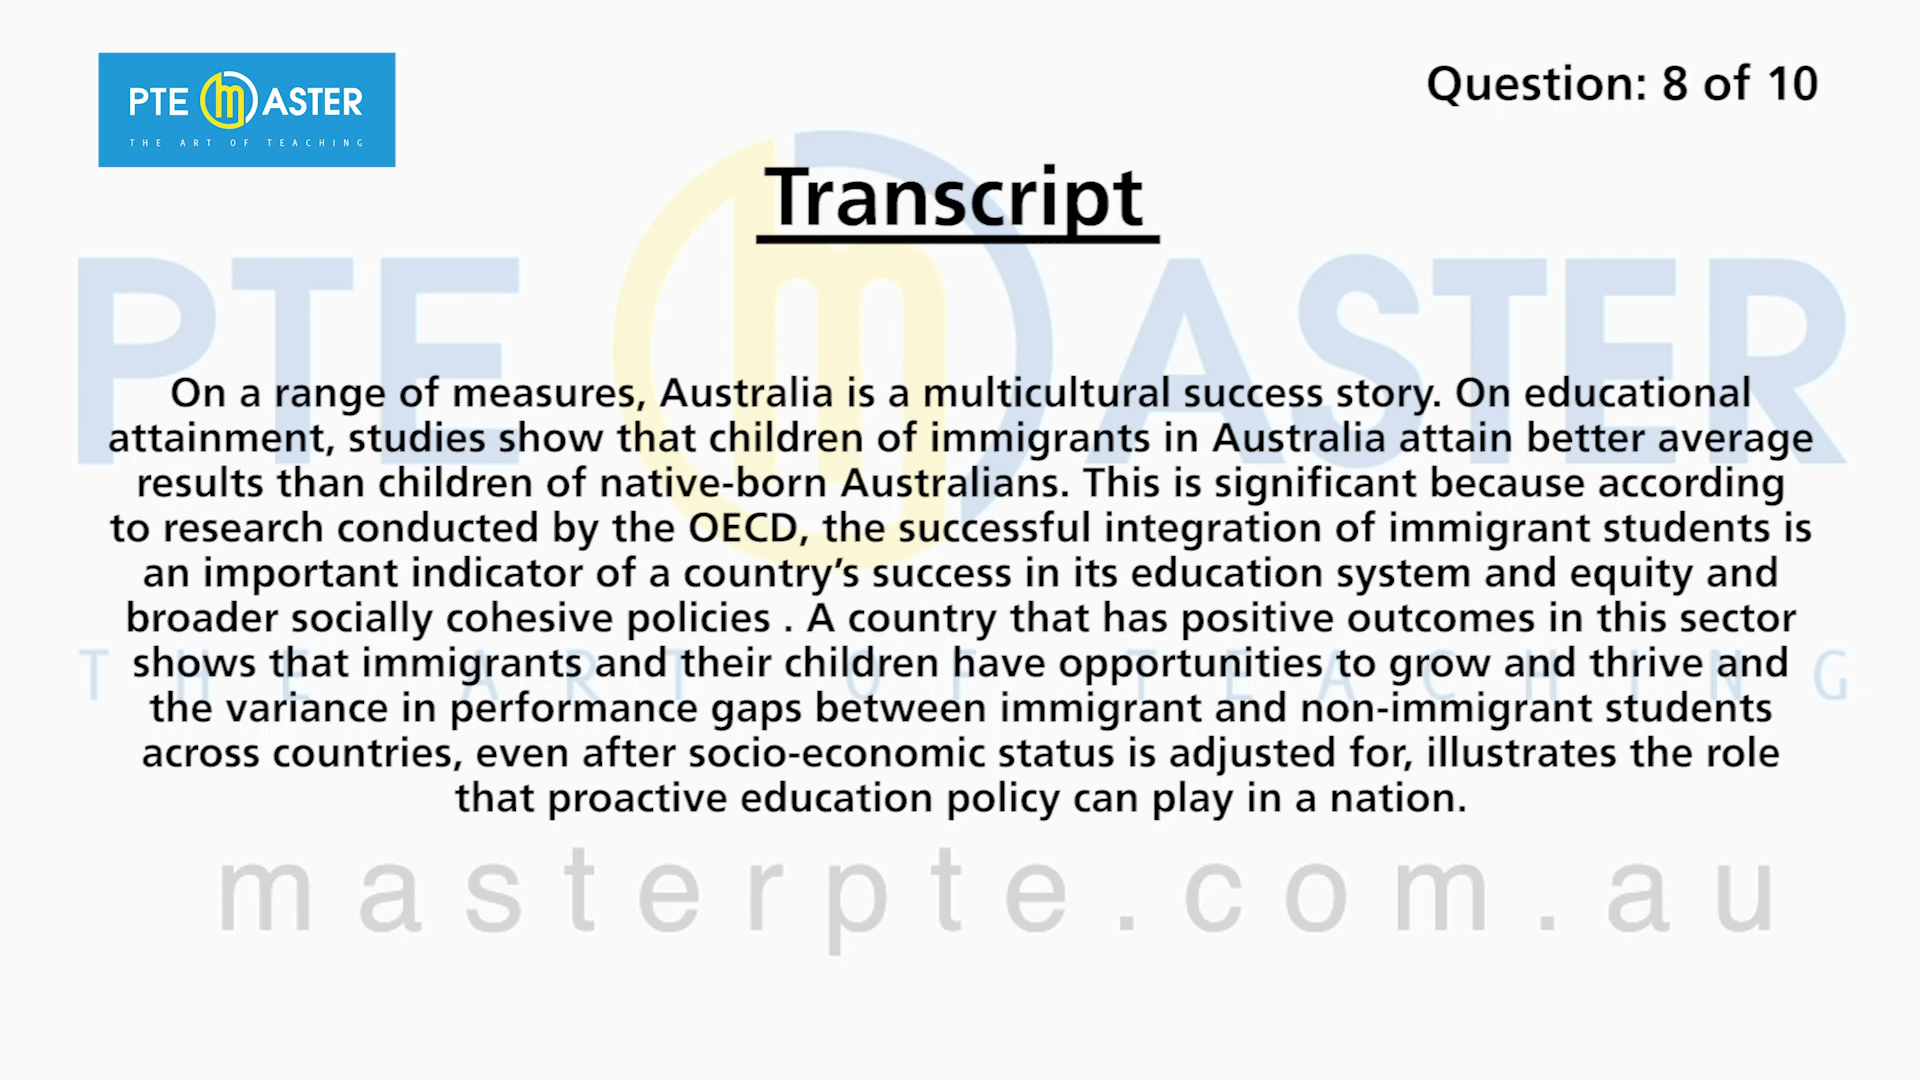 PTE MASTER
THE ART OF TEACHING
Question: 8 of 10
Transcript
On a range of measures, Australia is a multicultural success story. On educational
attainment, studies show that children of immigrants in Australia attain better average
results than children of native-born Australians. This is significant because according
to research conducted by the OECD, the successful integration of immigrant students is
an important indicator of a country’s success in its education system and equity and
broader socially cohesive policies . A country that has positive outcomes in this sector
shows that immigrants and their children have opportunities to grow and thrive and
the variance in performance gaps between immigrant and non-immigrant students
across countries, even after socio-economic status is adjusted for, illustrates the role
that proactive education policy can play in a nation.
PTE MASTER
THE ART OF TEACHING
masterpte.com.au